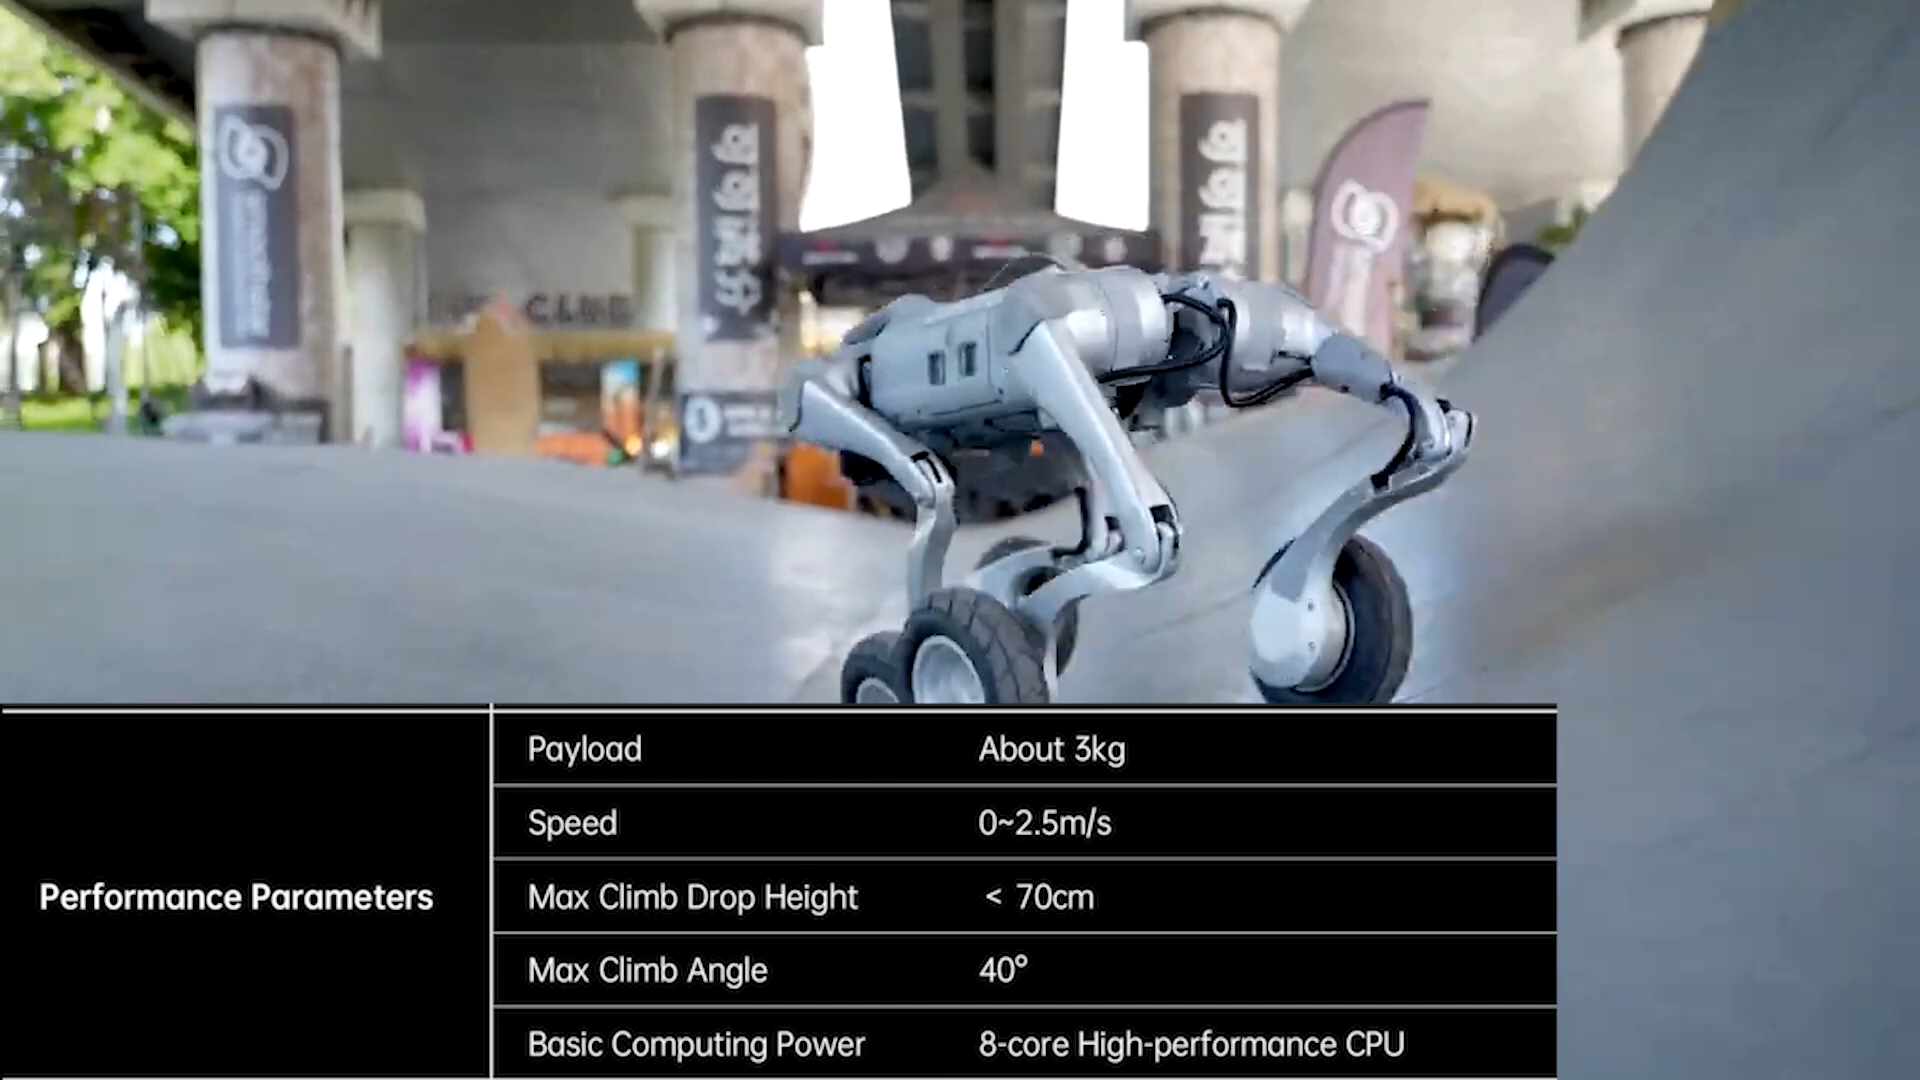 Performance Parameters
Payload About 3kg
Speed 0~2.5m/s
Max Climb Drop Height < 70cm
Max Climb Angle 40°
Basic Computing Power 8-core High-performance CPU